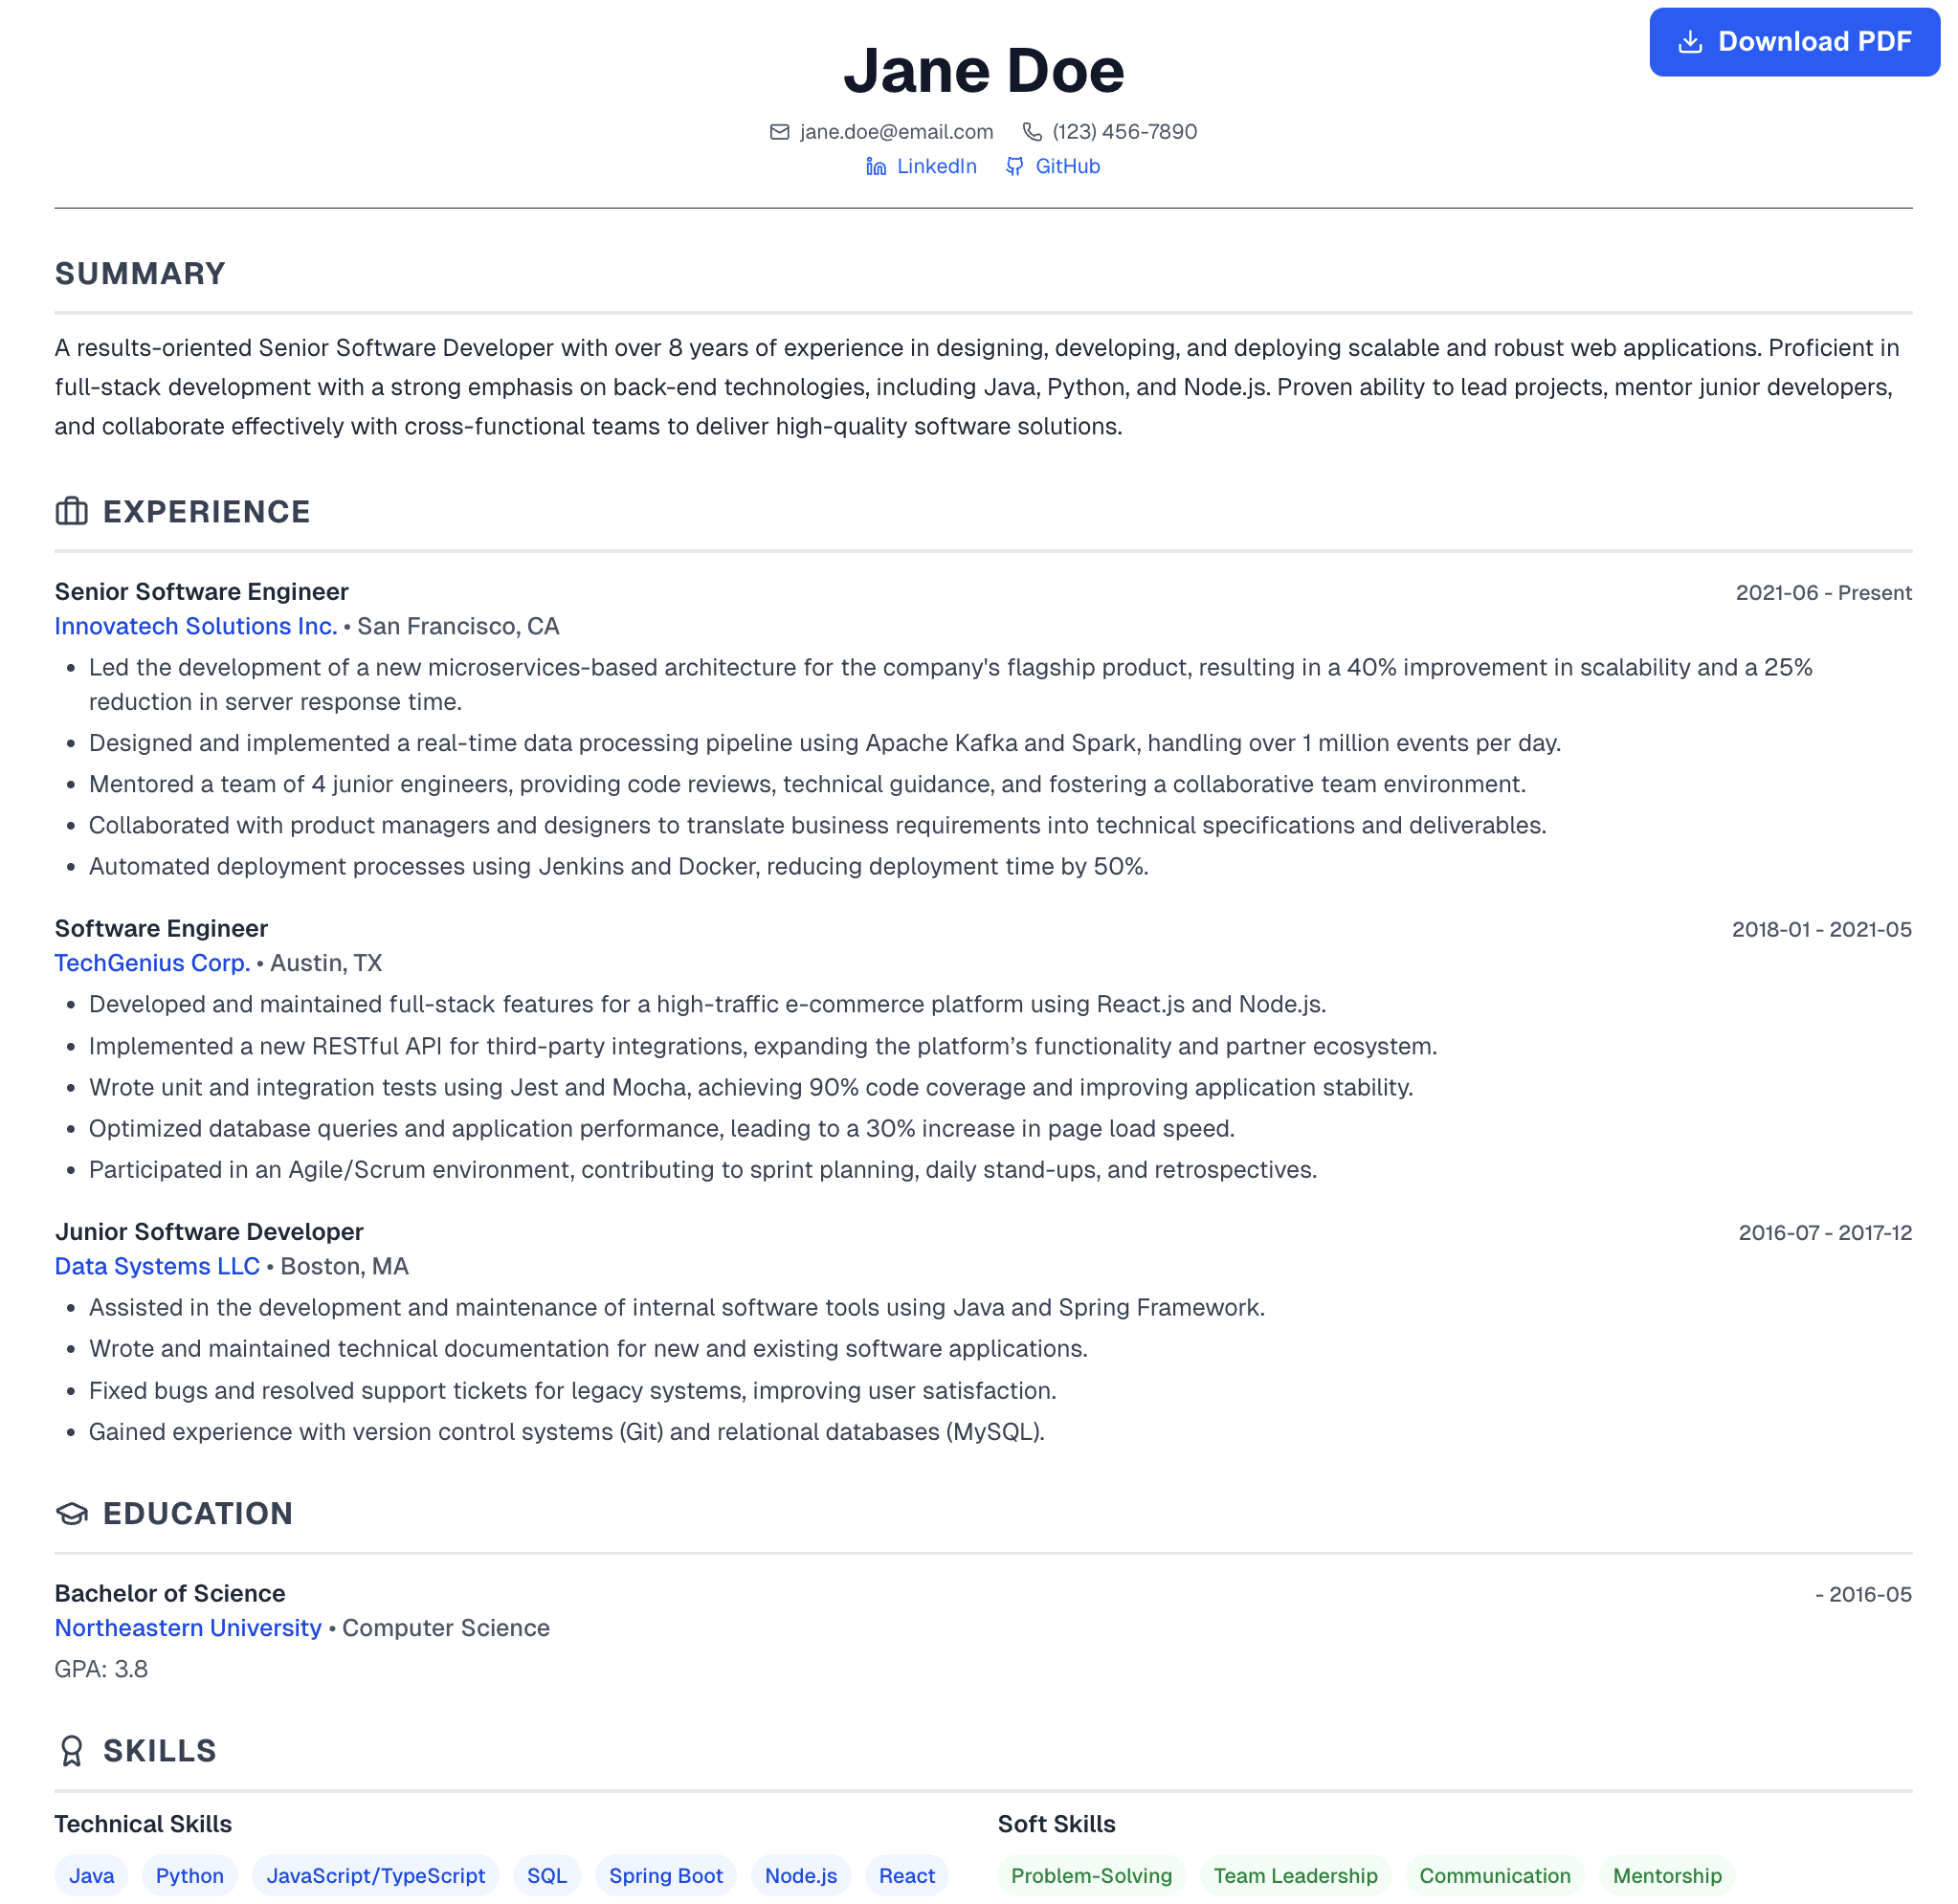 Download PDF
Jane Doe
jane.doe@email.com (123) 456-7890
LinkedIn GitHub
SUMMARY
A results-oriented Senior Software Developer with over 8 years of experience in designing, developing, and deploying scalable and robust web applications. Proficient in
full-stack development with a strong emphasis on back-end technologies, including Java, Python, and Node.js. Proven ability to lead projects, mentor junior developers,
and collaborate effectively with cross-functional teams to deliver high-quality software solutions.
EXPERIENCE
Senior Software Engineer 2021-06 - Present
Innovatech Solutions Inc. • San Francisco, CA
• Led the development of a new microservices-based architecture for the company's flagship product, resulting in a 40% improvement in scalability and a 25%
reduction in server response time.
• Designed and implemented a real-time data processing pipeline using Apache Kafka and Spark, handling over 1 million events per day.
• Mentored a team of 4 junior engineers, providing code reviews, technical guidance, and fostering a collaborative team environment.
• Collaborated with product managers and designers to translate business requirements into technical specifications and deliverables.
• Automated deployment processes using Jenkins and Docker, reducing deployment time by 50%.
Software Engineer 2018-01 - 2021-05
TechGenius Corp. • Austin, TX
• Developed and maintained full-stack features for a high-traffic e-commerce platform using React.js and Node.js.
• Implemented a new RESTful API for third-party integrations, expanding the platform’s functionality and partner ecosystem.
• Wrote unit and integration tests using Jest and Mocha, achieving 90% code coverage and improving application stability.
• Optimized database queries and application performance, leading to a 30% increase in page load speed.
• Participated in an Agile/Scrum environment, contributing to sprint planning, daily stand-ups, and retrospectives.
Junior Software Developer 2016-07 - 2017-12
Data Systems LLC • Boston, MA
• Assisted in the development and maintenance of internal software tools using Java and Spring Framework.
• Wrote and maintained technical documentation for new and existing software applications.
• Fixed bugs and resolved support tickets for legacy systems, improving user satisfaction.
• Gained experience with version control systems (Git) and relational databases (MySQL).
EDUCATION
Bachelor of Science - 2016-05
Northeastern University • Computer Science
GPA: 3.8
SKILLS
Technical Skills Soft Skills
Java Python JavaScript/TypeScript SQL Spring Boot Node.js React Problem-Solving Team Leadership Communication Mentorship